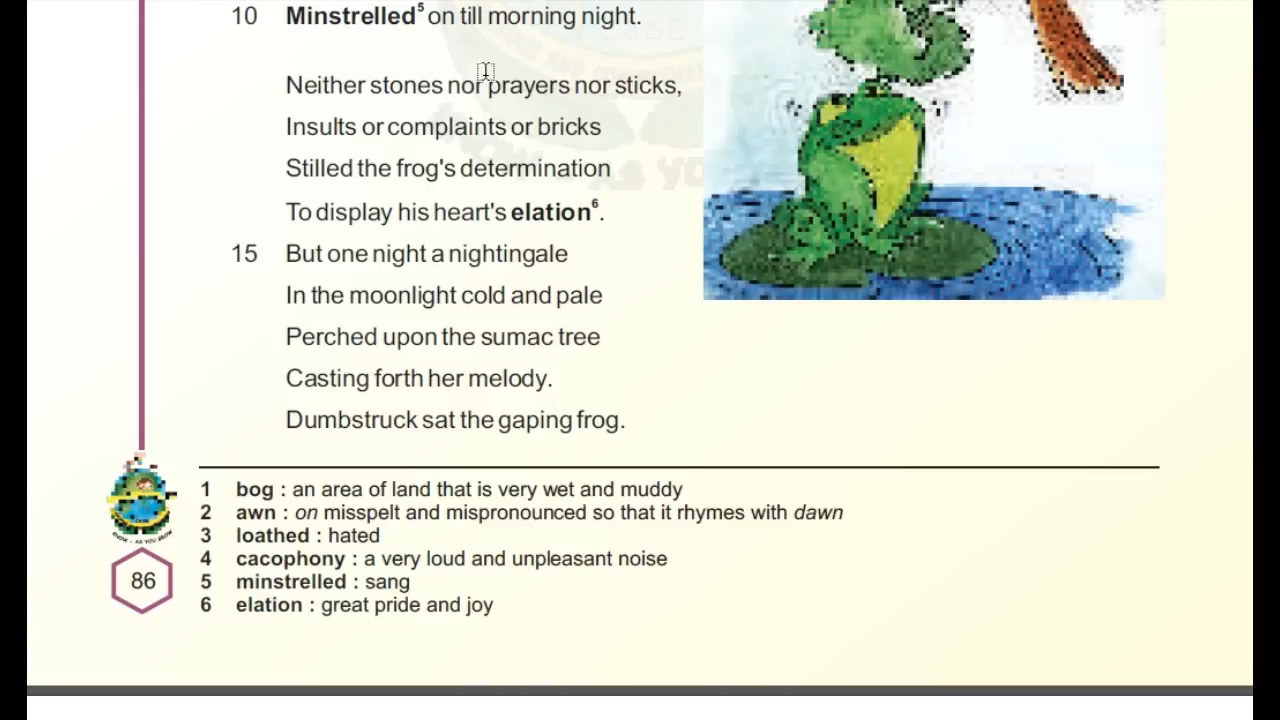 10 Minstrelled5 on till morning night.
Neither stones nor prayers nor sticks,
Insults or complaints or bricks
Stilled the frog's determination
To display his heart's elation6.
15 But one night a nightingale
In the moonlight cold and pale
Perched upon the sumac tree
Casting forth her melody.
Dumbstruck sat the gaping frog.
1 bog : an area of land that is very wet and muddy
2 awn : on misspelt and mispronounced so that it rhymes with dawn
3 loathed : hated
4 cacophony : a very loud and unpleasant noise
5 minstrelled : sang
6 elation : great pride and joy
86